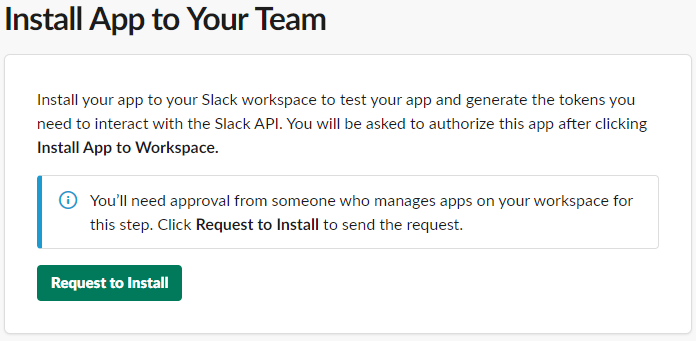 Install App to Your Team
Install your app to your Slack workspace to test your app and generate the tokens you
need to interact with the Slack API. You will be asked to authorize this app after clicking
Install App to Workspace.
You’ll need approval from someone who manages apps on your workspace for
this step. Click Request to Install to send the request.
Request to Install